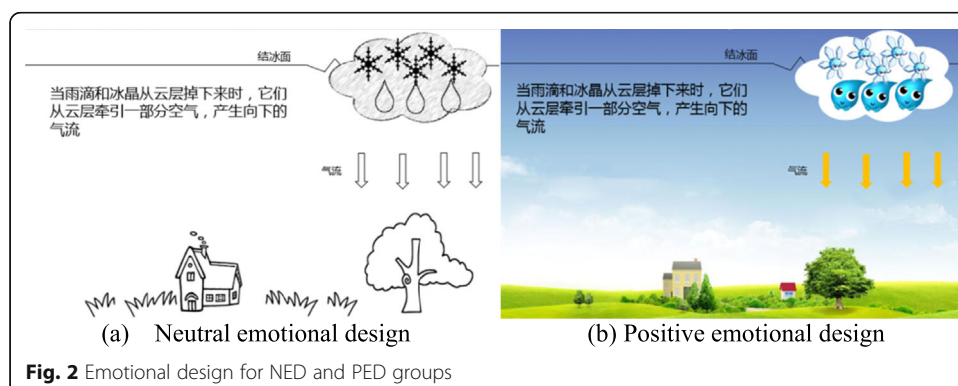 结冰面
当雨滴和冰晶从云层掉下来时，它们
从云层牵引一部分空气，产生向下的
气流
气流
(a) Neutral emotional design
结冰面
当雨滴和冰晶从云层掉下来时，它们
从云层牵引一部分空气，产生向下的
气流
气流
(b) Positive emotional design
Fig. 2 Emotional design for NED and PED groups